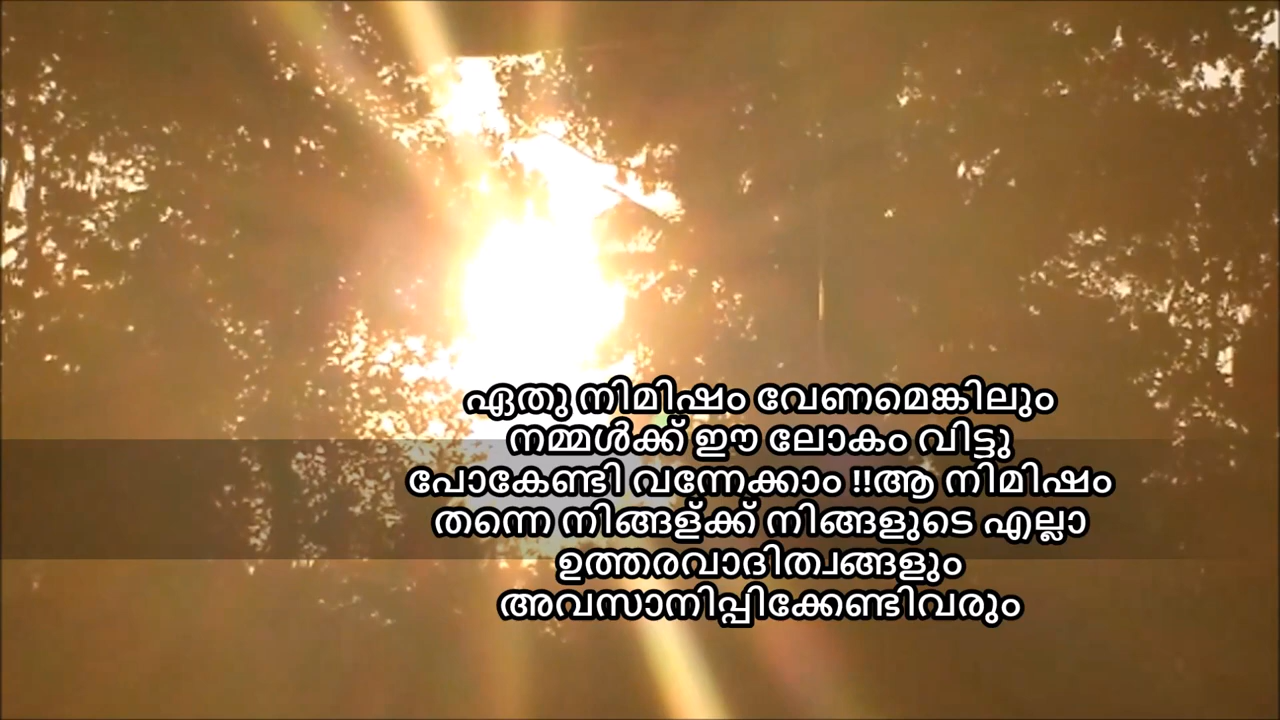 ഏതു നിമിഷം വേണമെങ്കിലും
നമ്മൾക്ക് ഈ ലോകം വിട്ടു
പോകേണ്ടി വന്നേക്കാം !!ആ നിമിഷം
തന്നെ നിങ്ങള്ക്ക് നിങ്ങളുടെ എല്ലാ
ഉത്തരവാദിത്വങ്ങളും
അവസാനിപ്പിക്കേണ്ടിവരും